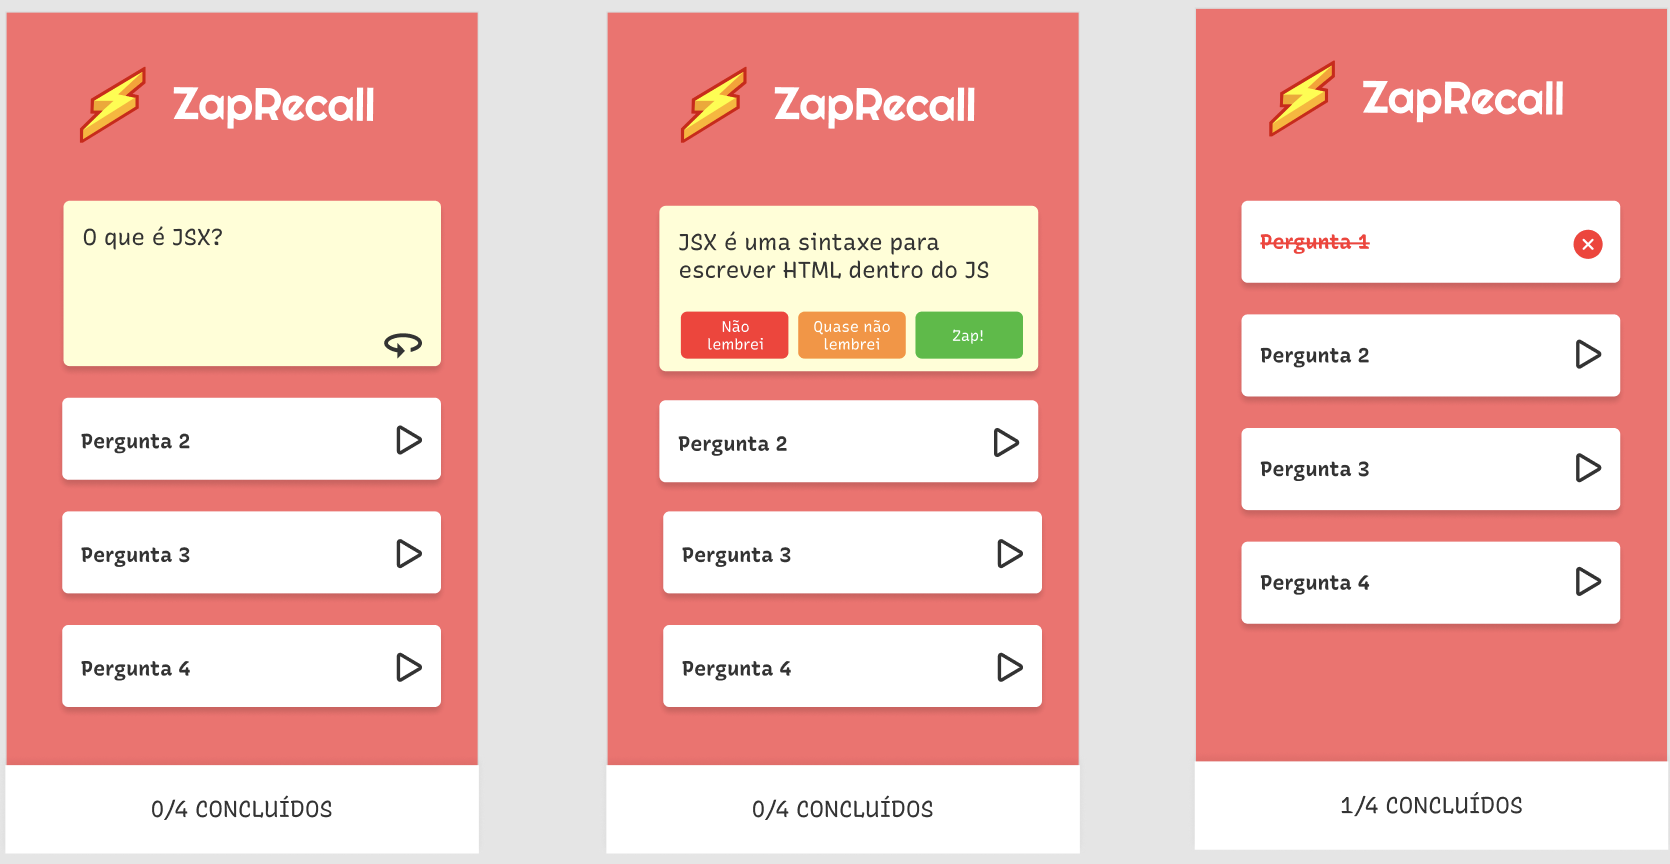 ZapRecall
O que é JSX?
Pergunta 2
Pergunta 3
Pergunta 4
0/4 CONCLUÍDOS
ZapRecall
JSX é uma sintaxe para
escrever HTML dentro do JS
Não
lembrei
Quase não
lembrei
Zap!
Pergunta 2
Pergunta 3
Pergunta 4
0/4 CONCLUÍDOS
ZapRecall
Pergunta 1
Pergunta 2
Pergunta 3
Pergunta 4
1/4 CONCLUÍDOS